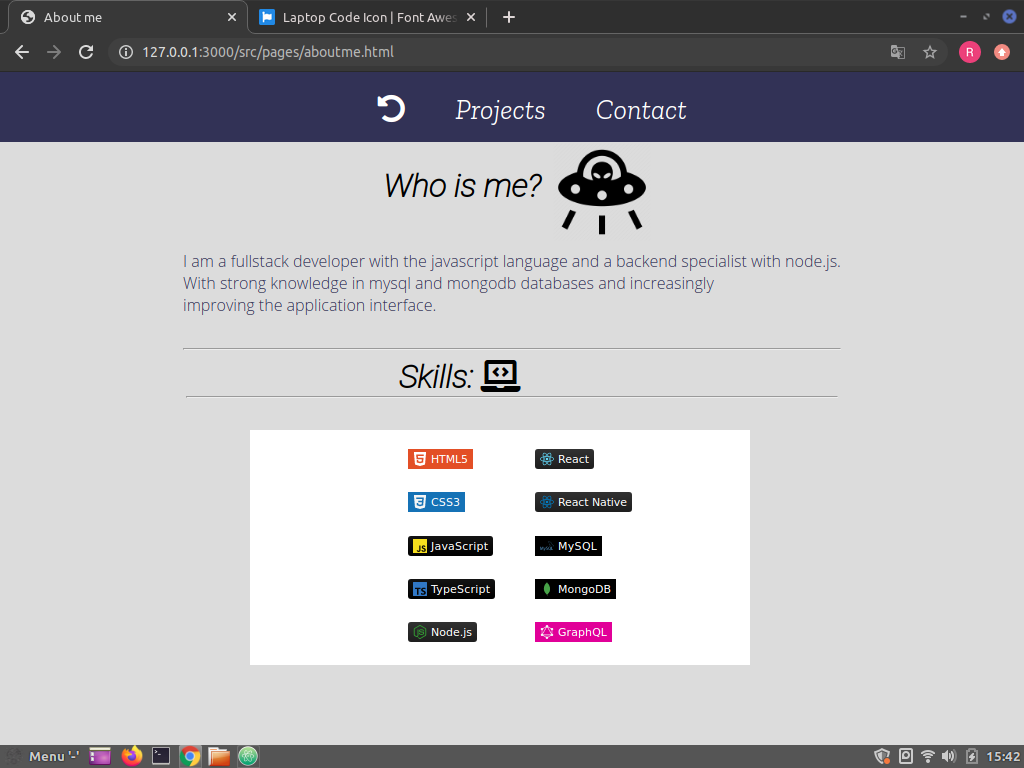 About me
Laptop Code Icon | Font Awes
127.0.0.1:3000/src/pages/aboutme.html
R
Projects Contact
Who is me?
I am a fullstack developer with the javascript language and a backend specialist with node.js.
With strong knowledge in mysql and mongodb databases and increasingly
improving the application interface.
Skills:
HTML5 React
CSS3 React Native
JS JavaScript MySQL
TS TypeScript MongoDB
Node.js GraphQL
Menu '-' 15:42